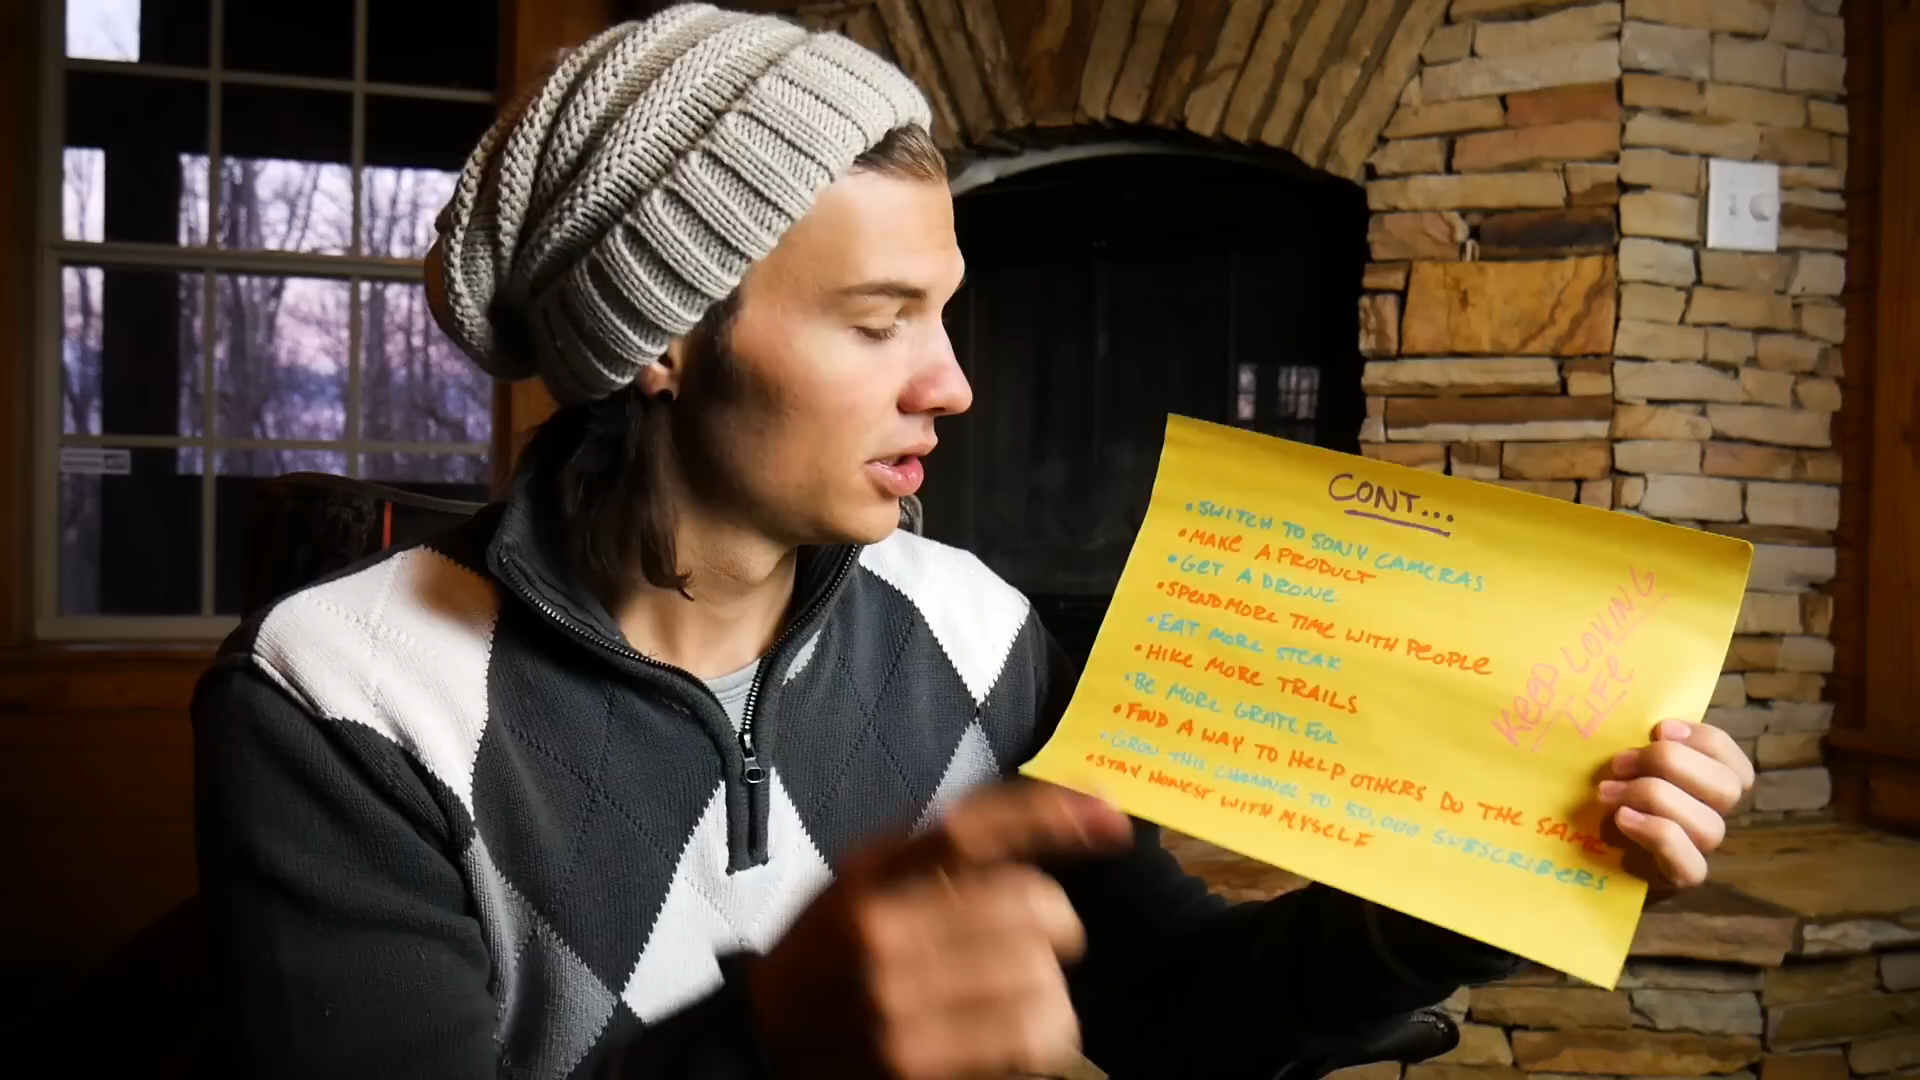 CONT...
• SWITCH TO SONY CAMERAS
• MAKE A PRODUCT
• GET A DRONE
• SPEND MORE TIME WITH PEOPLE
• EAT MORE STEAK
• HIKE MORE TRAILS
• BE MORE GRATEFUL
• FIND A WAY TO HELP OTHERS DO THE SAME
• GROW THIS CHANNEL TO 50,000 SUBSCRIBERS
• STAY HONEST WITH MYSELF
KEEP LOVING
LIFE